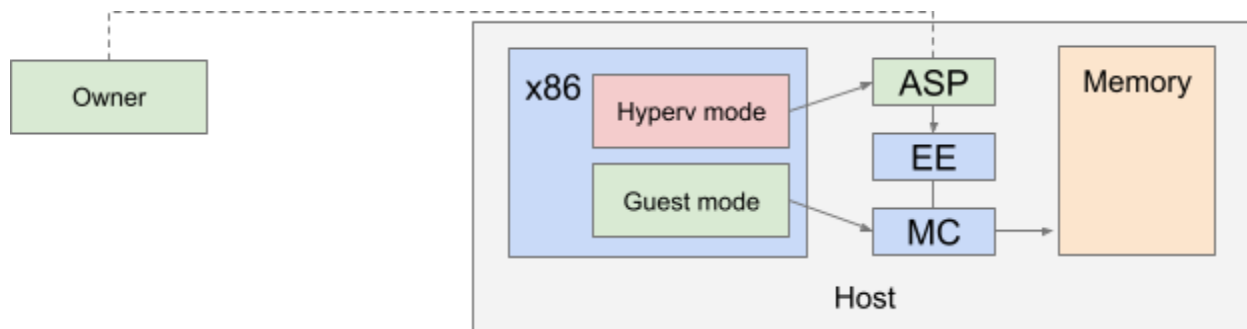 Owner
x86
Hyperv mode
Guest mode
ASP
EE
MC
Memory
Host